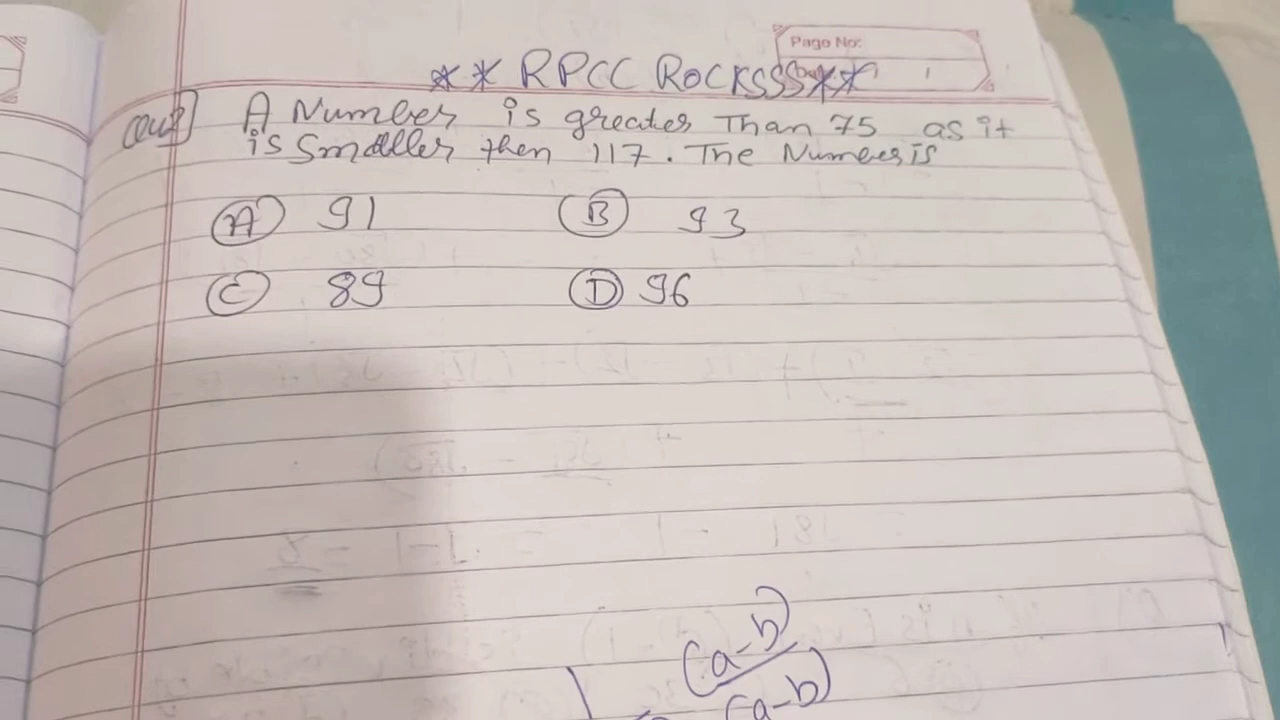 Page No:
** RPCC ROCKSSS**
Que] A Number is greater Than 75 as it
is Smaller then 117. The Number is
(A) 91 (B) 93
(C) 89 (D) 96
(a-b)
(a-b)